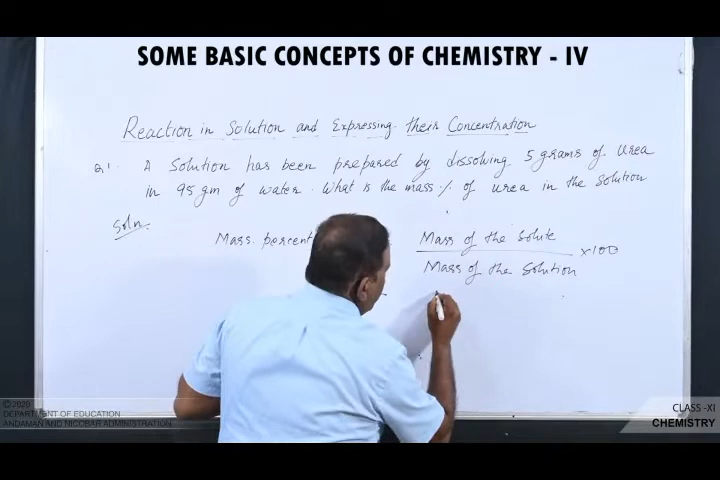 SOME BASIC CONCEPTS OF CHEMISTRY - IV
Reaction in Solution and Expressing their Concentration
Q1. A Solution has been prepared by dissolving 5 grams of Urea
in 95 gm of water. What is the mass % of urea in the Solution
Soln.
Mass percent
Mass of the Solute
×100
Mass of the Solution
©2020
DEPARTMENT OF EDUCATION
ANDAMAN AND NICOBAR ADMINISTRATION
CLASS -XI
CHEMISTRY